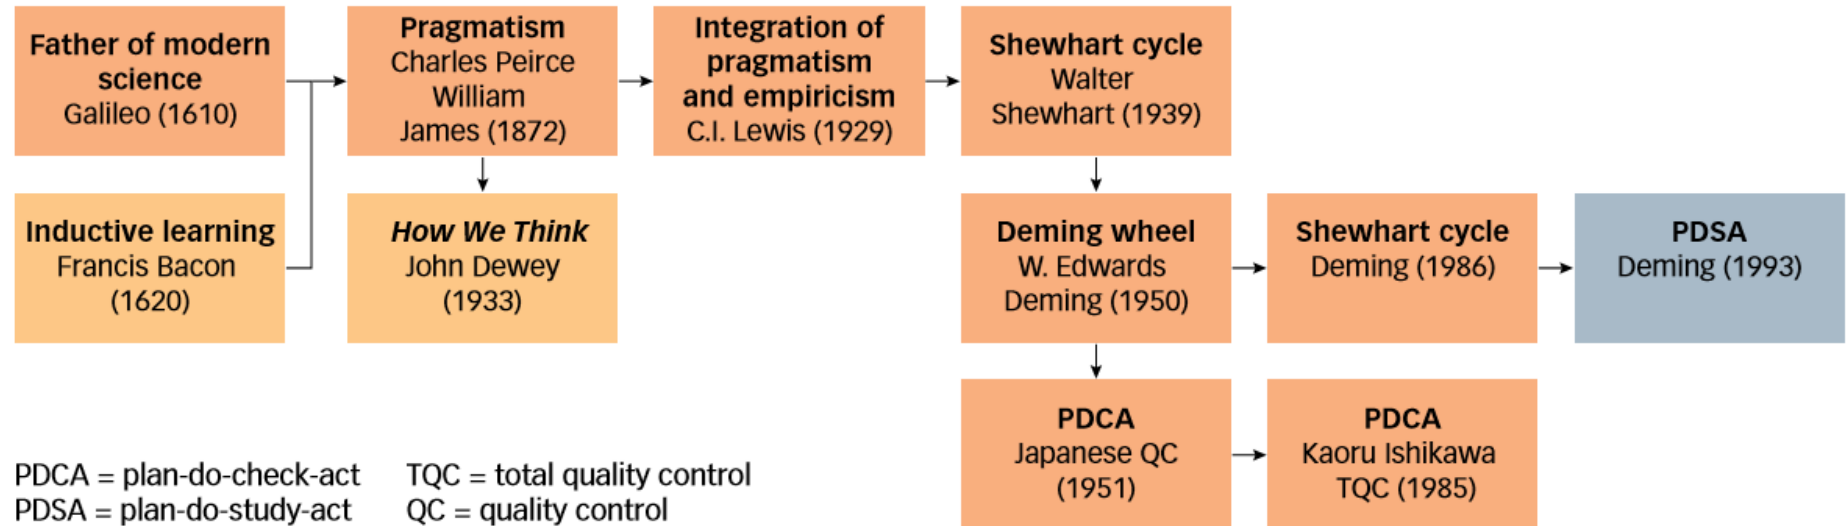 Father of modern
science
Galileo (1610)
Pragmatism
Charles Peirce
William
James (1872)
Integration of
pragmatism
and empiricism
C.I. Lewis (1929)
Shewhart cycle
Walter
Shewhart (1939)
Inductive learning
Francis Bacon
(1620)
How We Think
John Dewey
(1933)
Deming wheel
W. Edwards
Deming (1950)
Shewhart cycle
Deming (1986)
PDSA
Deming (1993)
PDCA
Japanese QC
(1951)
PDCA
Kaoru Ishikawa
TQC (1985)
PDCA = plan-do-check-act
PDSA = plan-do-study-act
TQC = total quality control
QC = quality control